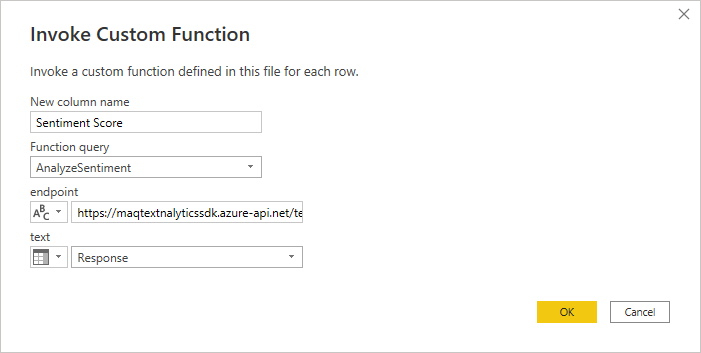 Invoke Custom Function
Invoke a custom function defined in this file for each row.
New column name
Sentiment Score
Function query
AnalyzeSentiment
endpoint
ABC
https://maqtextnalyticssdk.azure-api.net/te
text
Response
OK
Cancel